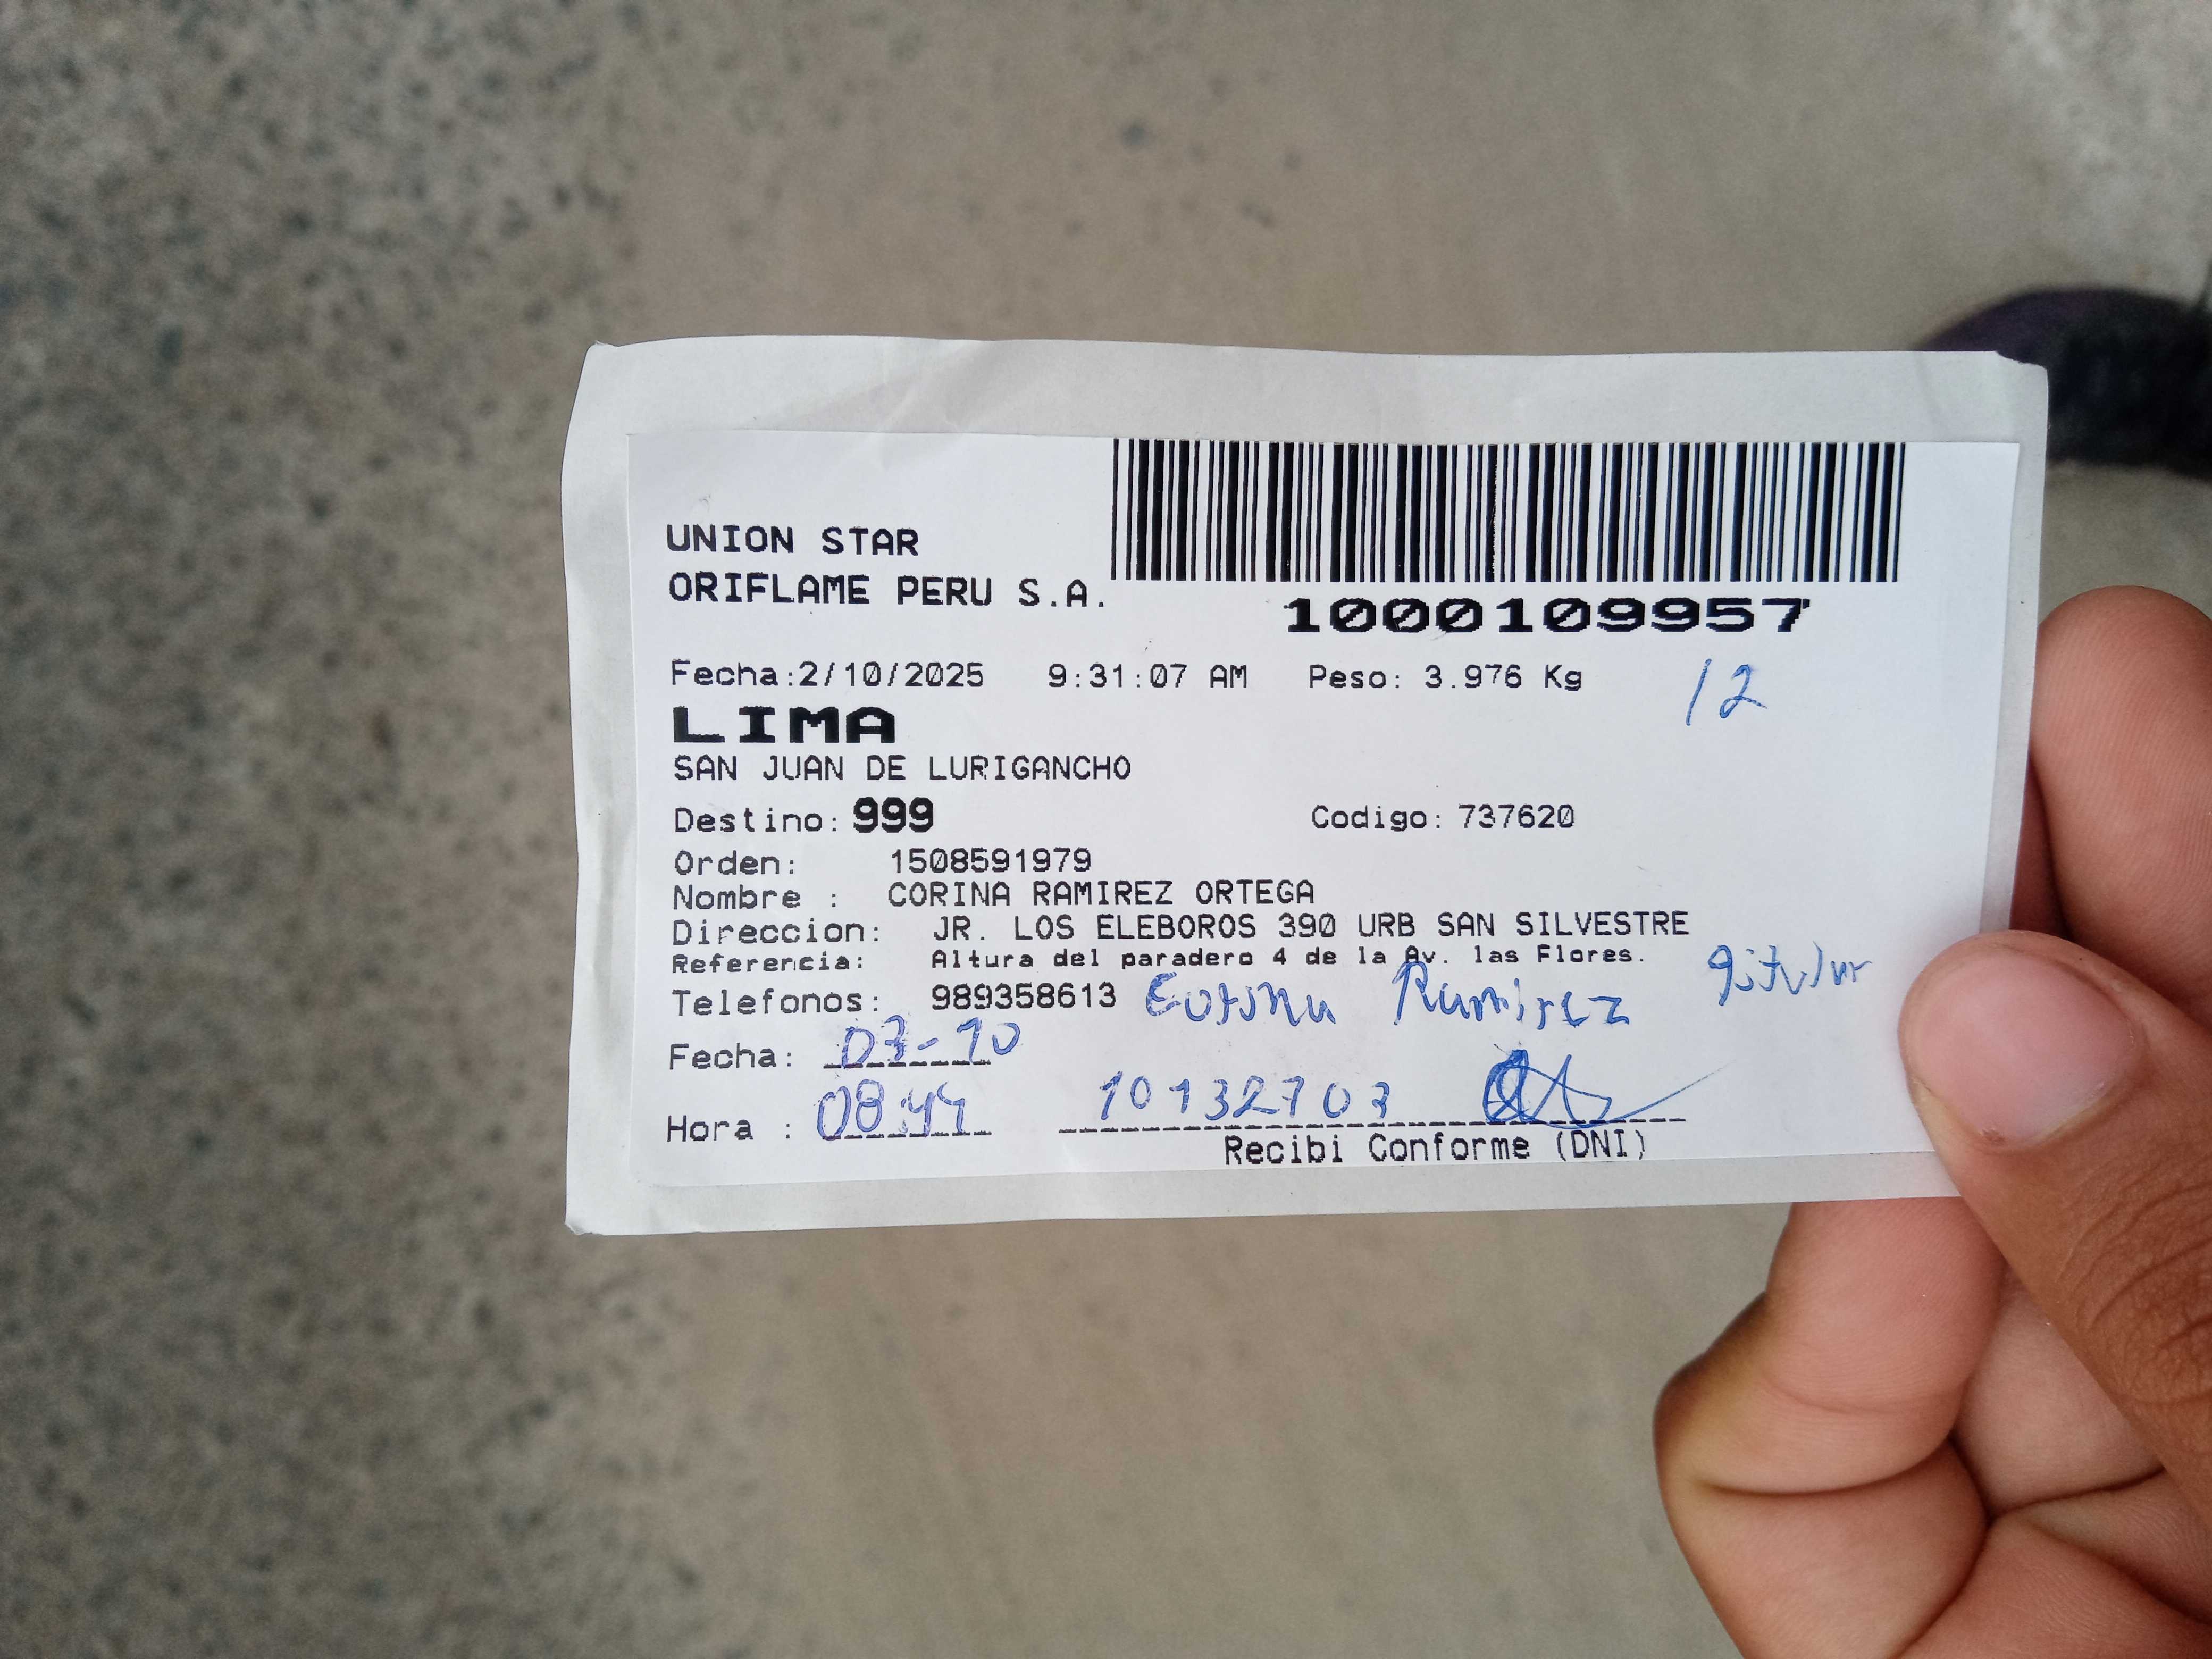 UNION STAR
ORIFLAME PERU S.A.
1000109957
Fecha:2/10/2025 9:31:07 AM Peso: 3.976 Kg 12
LIMA
SAN JUAN DE LURIGANCHO
Destino: 999 Codigo: 737620
Orden: 1508591979
Nombre : CORINA RAMIREZ ORTEGA
Direccion: JR. LOS ELEBOROS 390 URB SAN SILVESTRE
Referencia: Altura del paradero 4 de la Av. las Flores.
Telefonos: 989358613 Corina Ramirez
Fecha: 03-10
Hora : 08:44 10132703
Recibi Conforme (DNI)